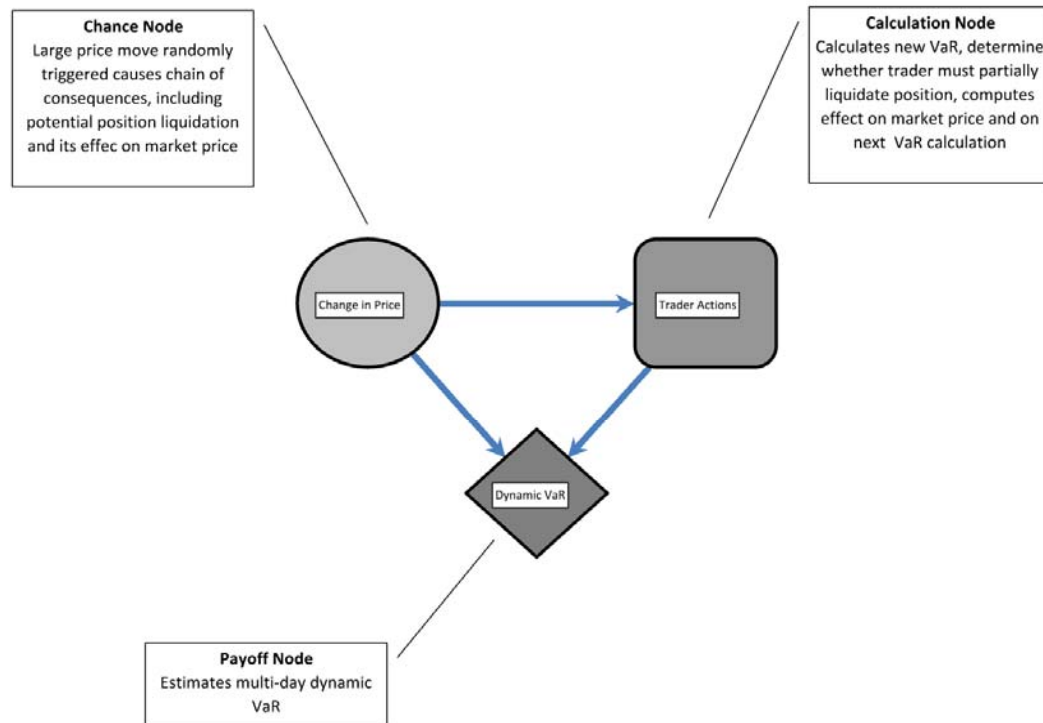 Chance Node
Large price move randomly
triggered causes chain of
consequences, including
potential position liquidation
and its effec on market price
Calculation Node
Calculates new VaR, determine
whether trader must partially
liquidate position, computes
effect on market price and on
next VaR calculation
Change in Price
Trader Actions
Dynamic VaR
Payoff Node
Estimates multi-day dynamic
VaR